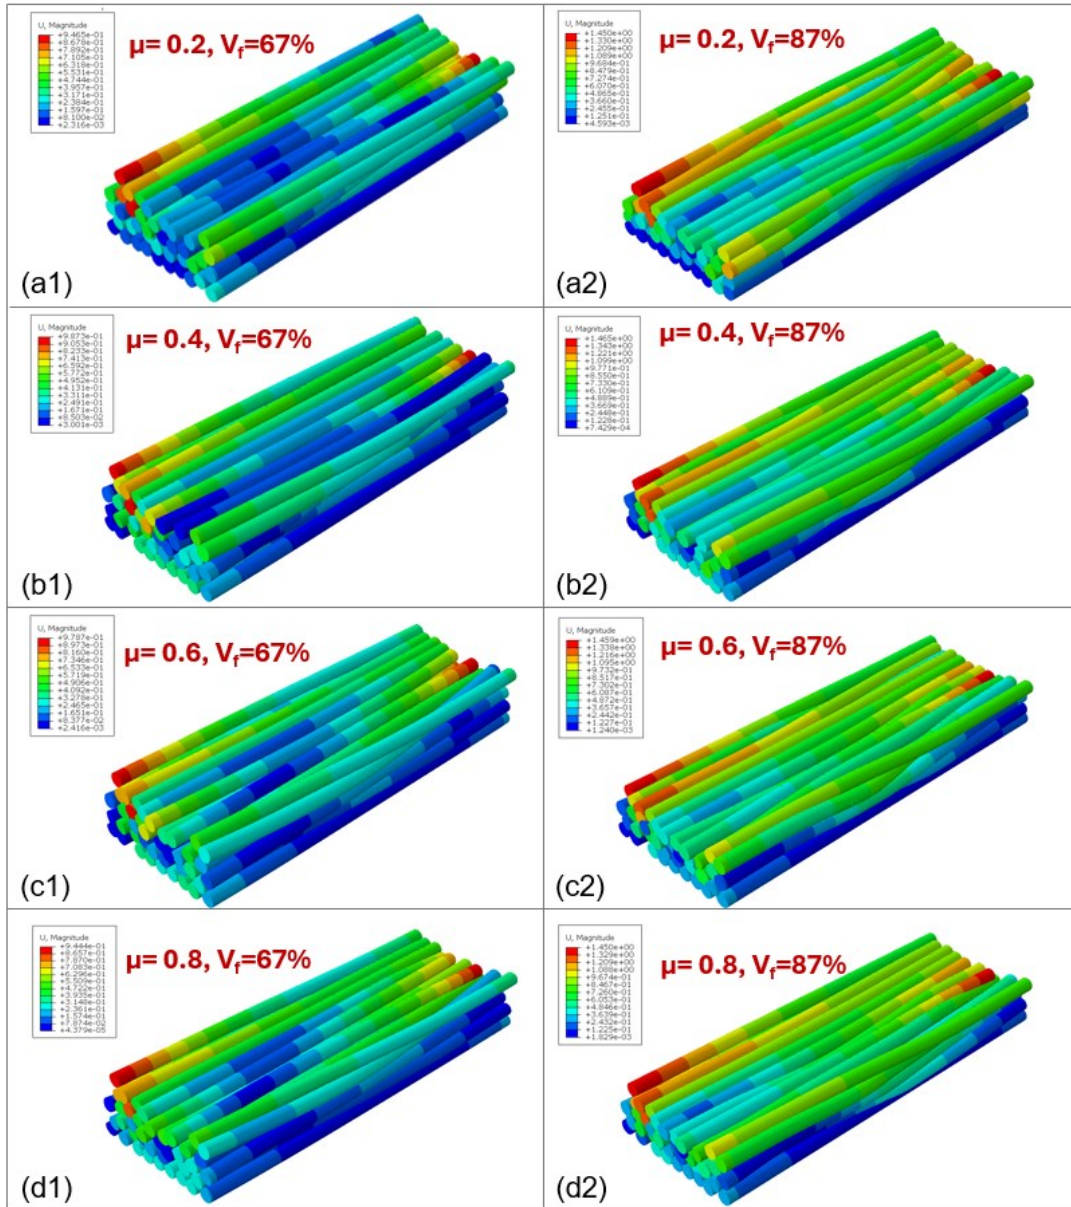 U, Magnitude
+9.465e-01
+8.678e-01
+7.892e-01
+7.105e-01
+6.318e-01
+5.531e-01
+4.744e-01
+3.957e-01
+3.171e-01
+2.384e-01
+1.597e-01
+8.100e-02
+2.316e-03
μ= 0.2, Vf=67%
(a1)
U, Magnitude
+1.450e+00
+1.330e+00
+1.209e+00
+1.089e+00
+9.684e-01
+8.479e-01
+7.274e-01
+6.070e-01
+4.865e-01
+3.660e-01
+2.455e-01
+1.251e-01
+4.593e-03
μ= 0.2, Vf=87%
(a2)
U, Magnitude
+9.873e-01
+9.053e-01
+8.233e-01
+7.413e-01
+6.592e-01
+5.772e-01
+4.952e-01
+4.131e-01
+3.311e-01
+2.491e-01
+1.671e-01
+8.503e-02
+3.001e-03
μ= 0.4, Vf=67%
(b1)
U, Magnitude
+1.465e+00
+1.343e+00
+1.221e+00
+1.099e+00
+9.771e-01
+8.550e-01
+7.330e-01
+6.109e-01
+4.889e-01
+3.669e-01
+2.448e-01
+1.228e-01
+7.429e-04
μ= 0.4, Vf=87%
(b2)
U, Magnitude
+9.787e-01
+8.973e-01
+8.160e-01
+7.346e-01
+6.533e-01
+5.719e-01
+4.906e-01
+4.092e-01
+3.278e-01
+2.465e-01
+1.651e-01
+8.377e-02
+2.416e-03
μ= 0.6, Vf=67%
(c1)
U, Magnitude
+1.459e+00
+1.338e+00
+1.216e+00
+1.095e+00
+9.732e-01
+8.517e-01
+7.302e-01
+6.087e-01
+4.872e-01
+3.657e-01
+2.442e-01
+1.227e-01
+1.240e-03
μ= 0.6, Vf=87%
(c2)
U, Magnitude
+9.444e-01
+8.657e-01
+7.870e-01
+7.083e-01
+6.296e-01
+5.509e-01
+4.722e-01
+3.935e-01
+3.148e-01
+2.361e-01
+1.574e-01
+7.874e-02
+4.379e-05
μ= 0.8, Vf=67%
(d1)
U, Magnitude
+1.450e+00
+1.329e+00
+1.209e+00
+1.088e+00
+9.674e-01
+8.467e-01
+7.260e-01
+6.053e-01
+4.846e-01
+3.639e-01
+2.432e-01
+1.225e-01
+1.829e-03
μ= 0.8, Vf=87%
(d2)